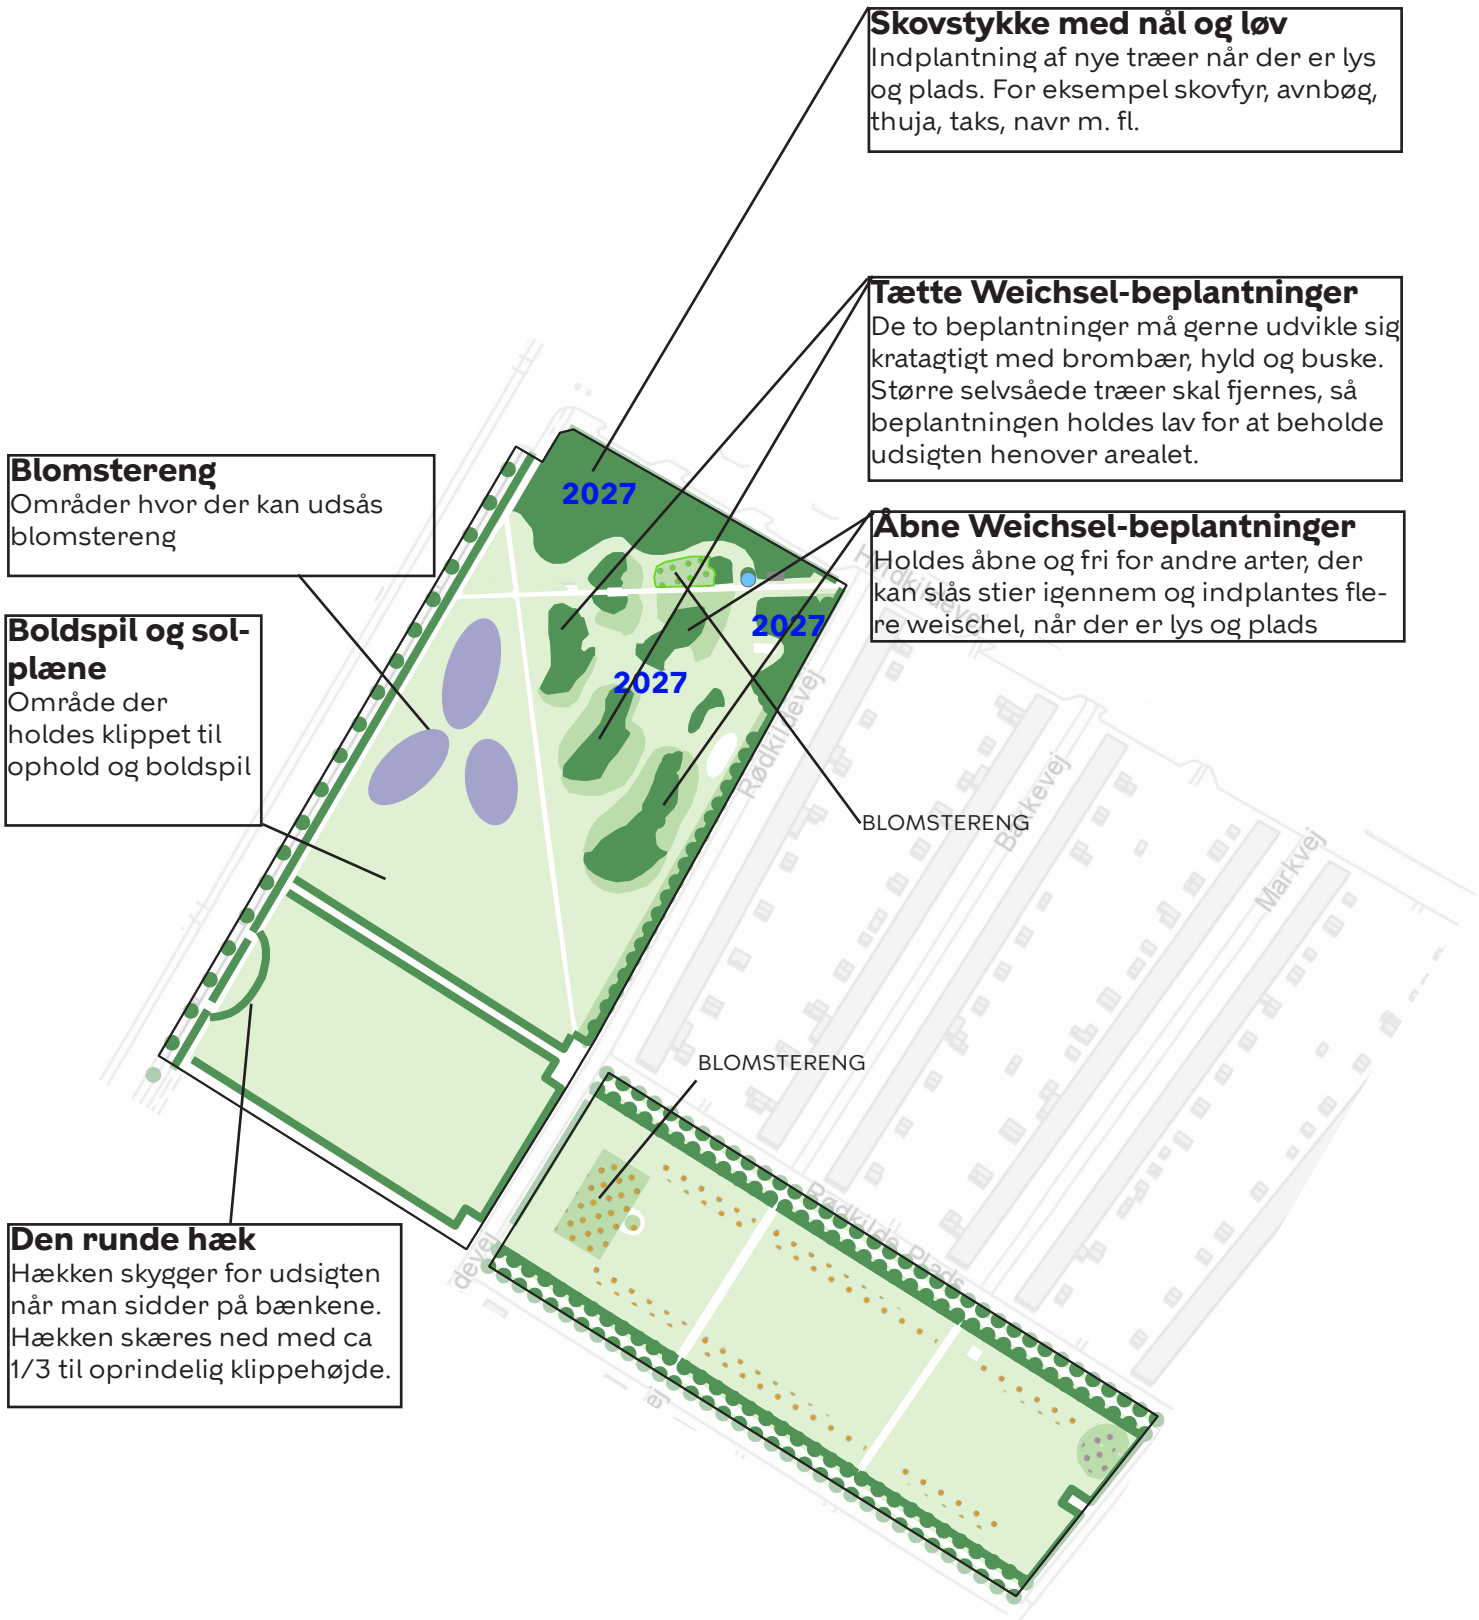 Skovstykke med nål og løv
Indplantning af nye træer når der er lys
og plads. For eksempel skovfyr, avnbøg,
thuja, taks, navr m. fl.
Tætte Weichsel-beplantninger
De to beplantninger må gerne udvikle sig
kratagtigt med brombær, hyld og buske.
Større selvsåede træer skal fjernes, så
beplantningen holdes lav for at beholde
udsigten henover arealet.
Blomstereng
Områder hvor der kan udsås
blomstereng
Åbne Weichsel-beplantninger
Holdes åbne og fri for andre arter, der
kan slås stier igennem og indplantes fle-
re weischel, når der er lys og plads
Boldspil og sol-
plæne
Område der
holdes klippet til
ophold og boldspil
2027
2027
2027
Rødkildevej
Bakkevej
Markvej
BLOMSTERENG
BLOMSTERENG
Rødkilde Plads
devej
ej
Den runde hæk
Hækken skygger for udsigten
når man sidder på bænkene.
Hækken skæres ned med ca
1/3 til oprindelig klippehøjde.